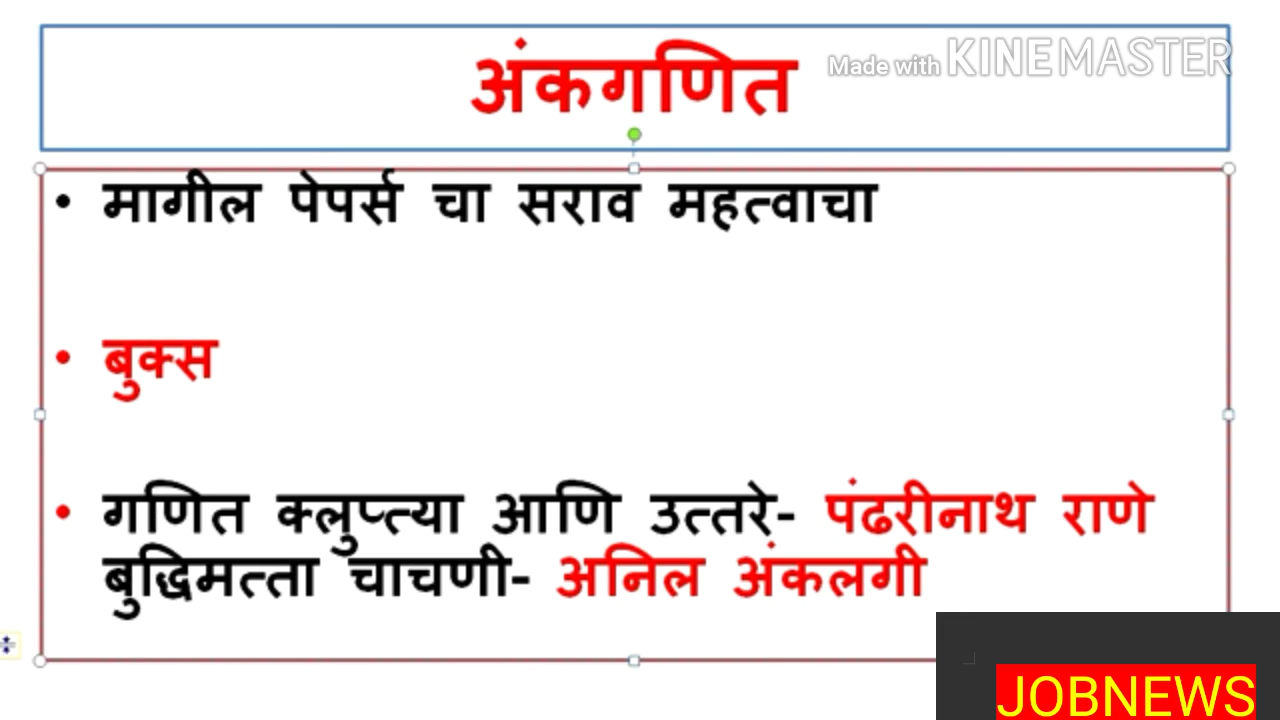 अंकगणित
Made with KINEMASTER
• मागील पेपर्स चा सराव महत्वाचा
• बुक्स
• गणित क्लुप्त्या आणि उत्तरे- पंढरीनाथ राणे
बुद्धिमत्ता चाचणी- अनिल अंकलगी
JOBNEWS